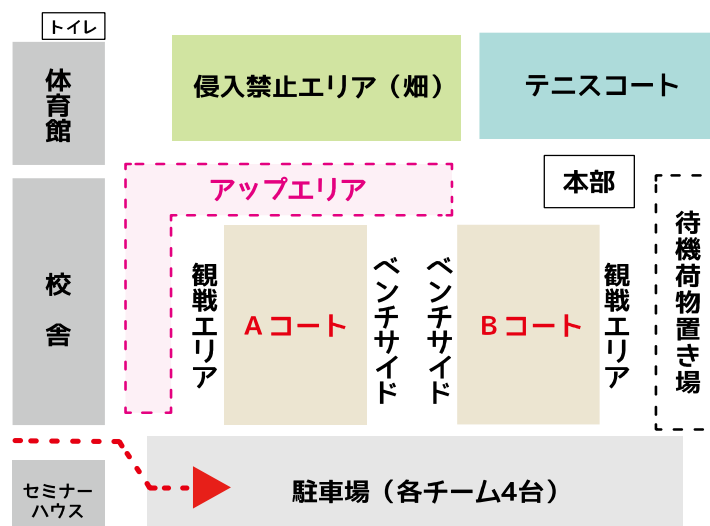 トイレ
体育館
侵入禁止エリア（畑）
テニスコート
アップエリア
本部
校舎
観戦エリア
Aコート
ベンチサイド
ベンチサイド
Bコート
観戦エリア
待機荷物置き場
セミナー
ハウス
駐車場（各チーム4台）